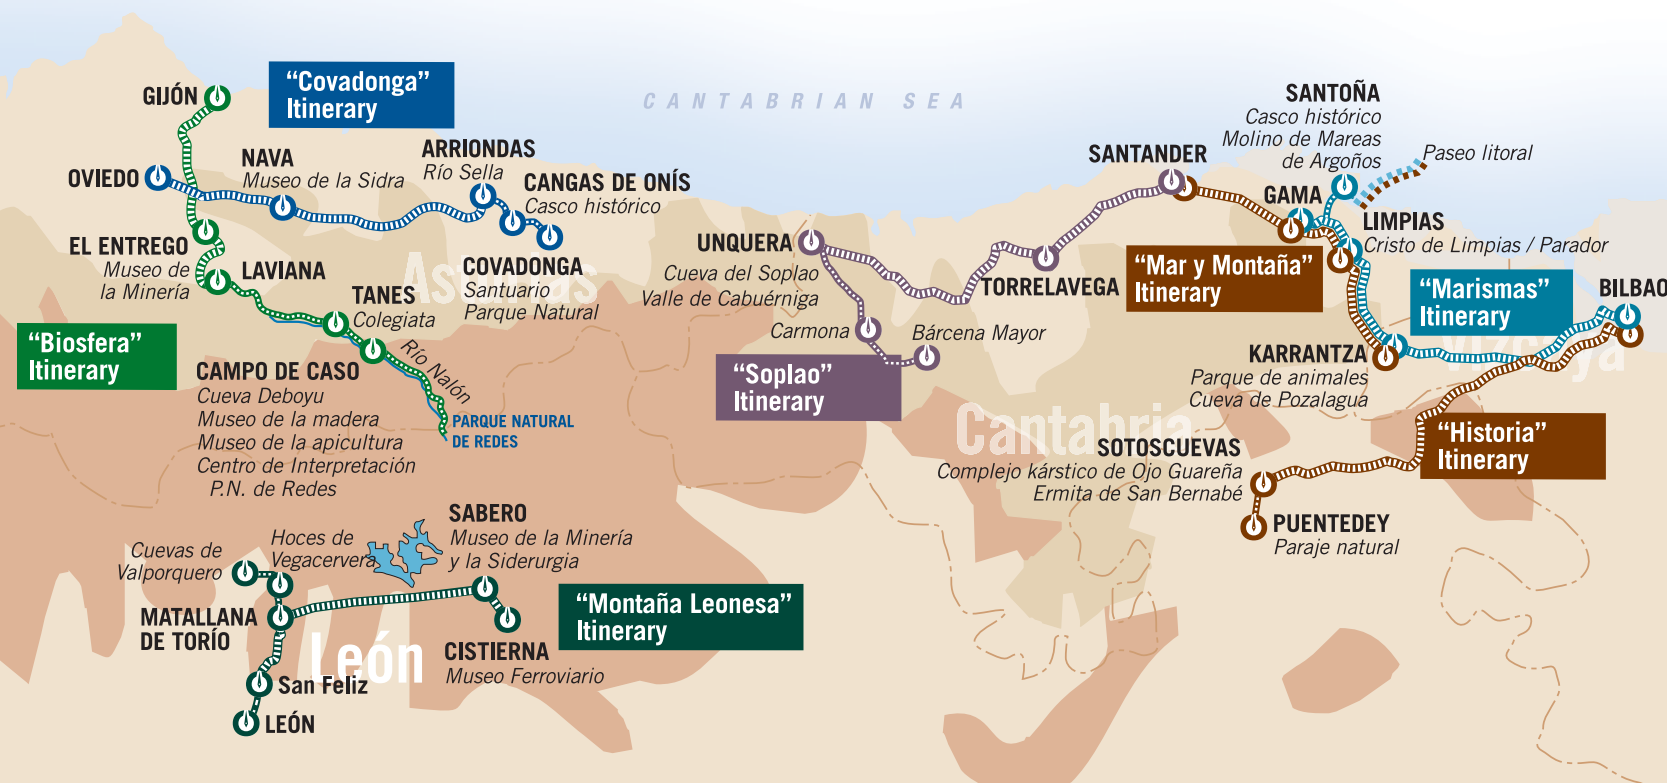 CANTABRIAN SEA
"Covadonga"
Itinerary
GIJÓN
OVIEDO
NAVA
Museo de la Sidra
ARRIONDAS
Río Sella
CANGAS DE ONÍS
Casco histórico
COVADONGA
Santuario
Parque Natural
Asturias
EL ENTREGO
Museo de
la Minería
LAVIANA
TANES
Colegiata
"Biosfera"
Itinerary
CAMPO DE CASO
Cueva Deboyu
Museo de la madera
Museo de la apicultura
Centro de Interpretación
P.N. de Redes
Río Nalón
PARQUE NATURAL
DE REDES
Cuevas de
Valporquero
Hoces de
Vegacervera
SABERO
Museo de la Minería
y la Siderurgia
MATALLANA
DE TORÍO
"Montaña Leonesa"
Itinerary
CISTIERNA
Museo Ferroviario
León
San Feliz
LEÓN
UNQUERA
Cueva del Soplao
Valle de Cabuérniga
Carmona
Bárcena Mayor
"Soplao"
Itinerary
TORRELAVEGA
SANTANDER
Cantabria
SANTOÑA
Casco histórico
Molino de Mareas
de Argoños
Paseo litoral
GAMA
LIMPIAS
Cristo de Limpias / Parador
"Mar y Montaña"
Itinerary
"Marismas"
Itinerary
BILBAO
Vizcaya
KARRANTZA
Parque de animales
Cueva de Pozalagua
"Historia"
Itinerary
SOTOSCUEVAS
Complejo kárstico de Ojo Guareña
Ermita de San Bernabé
PUENTEDEY
Paraje natural